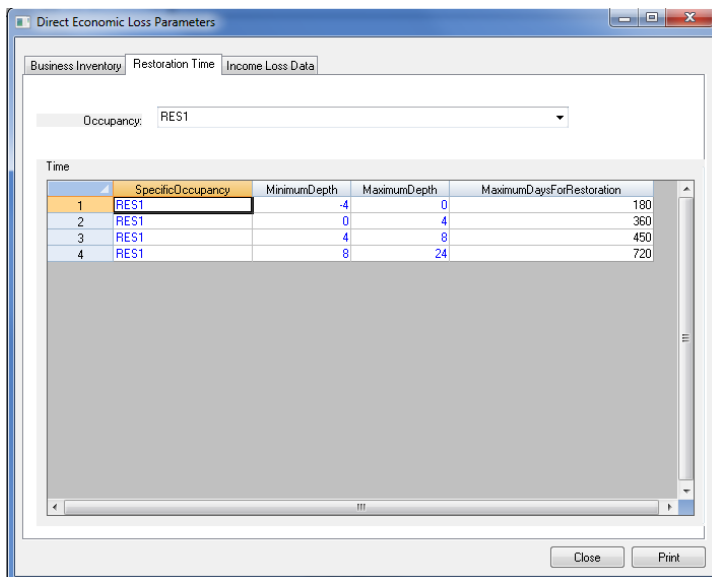 Direct Economic Loss Parameters
Business Inventory Restoration Time Income Loss Data
Occupancy: RES1
Time
SpecificOccupancy MinimumDepth MaximumDepth MaximumDaysForRestoration
1 RES1 -4 0 180
2 RES1 0 4 360
3 RES1 4 8 450
4 RES1 8 24 720
Close Print